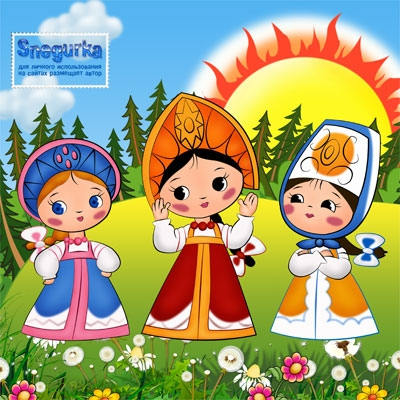 Snegurka
для личного использования
на сайтах размещает автор